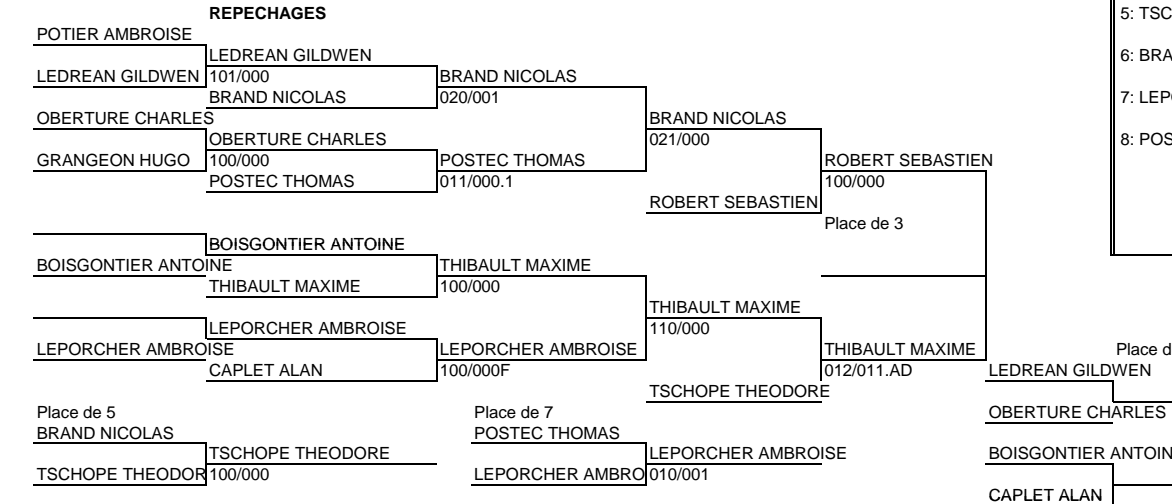 REPECHAGES
5: TSC
POTIER AMBROISE
LEDREAN GILDWEN
6: BRA
LEDREAN GILDWEN 101/000 BRAND NICOLAS
BRAND NICOLAS 020/001
7: LEP
OBERTURE CHARLES BRAND NICOLAS
OBERTURE CHARLES 021/000
8: POS
GRANGEON HUGO 100/000 POSTEC THOMAS ROBERT SEBASTIEN
POSTEC THOMAS 011/000.1 100/000
ROBERT SEBASTIEN
Place de 3
BOISGONTIER ANTOINE
BOISGONTIER ANTOINE THIBAULT MAXIME
THIBAULT MAXIME 100/000
THIBAULT MAXIME
LEPORCHER AMBROISE 110/000
LEPORCHER AMBROISE LEPORCHER AMBROISE THIBAULT MAXIME Place d
CAPLET ALAN 100/000F 012/011.AD LEDREAN GILDWEN
TSCHOPE THEODORE
Place de 5 Place de 7 OBERTURE CHARLES
BRAND NICOLAS POSTEC THOMAS
TSCHOPE THEODORE LEPORCHER AMBROISE BOISGONTIER ANTOIN
TSCHOPE THEODOR 100/000 LEPORCHER AMBRO 010/001
CAPLET ALAN